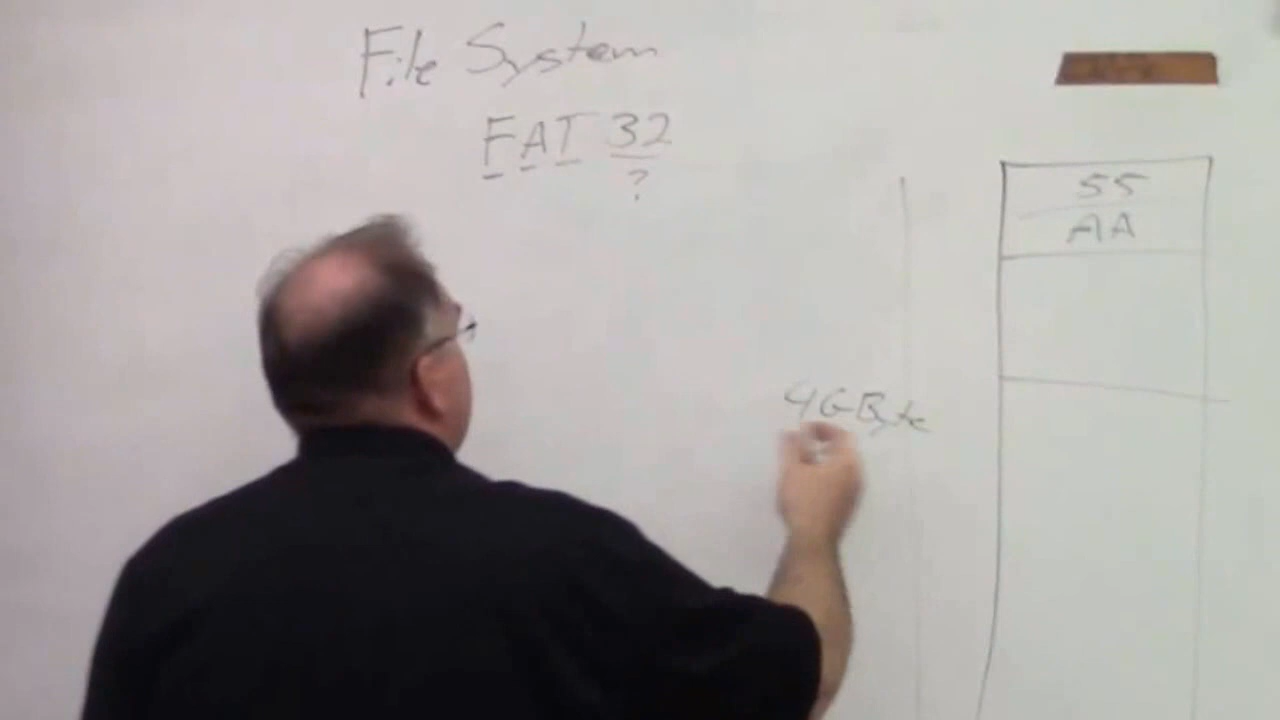 File System
FAT 32
?
55
AA
4GByte